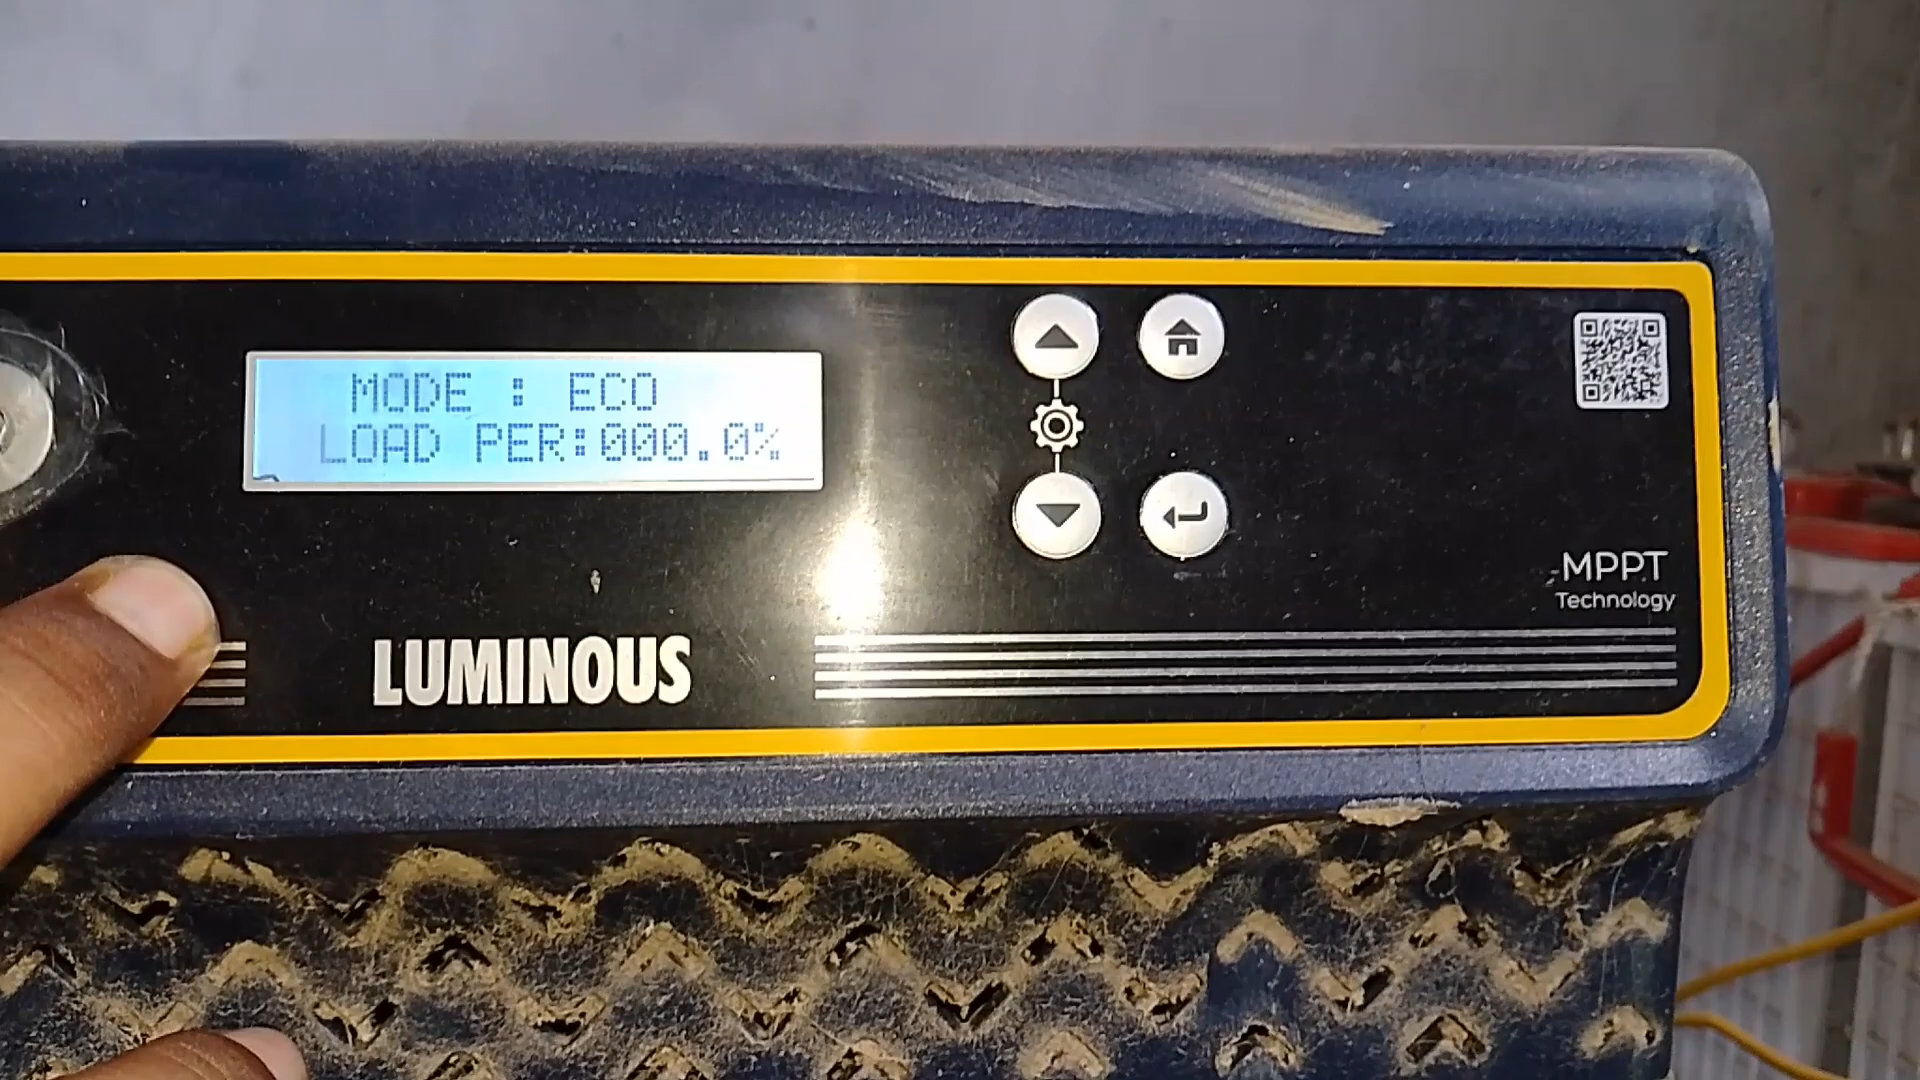 MODE : ECO
LOAD PER:000.0%
MPPT
Technology
LUMINOUS